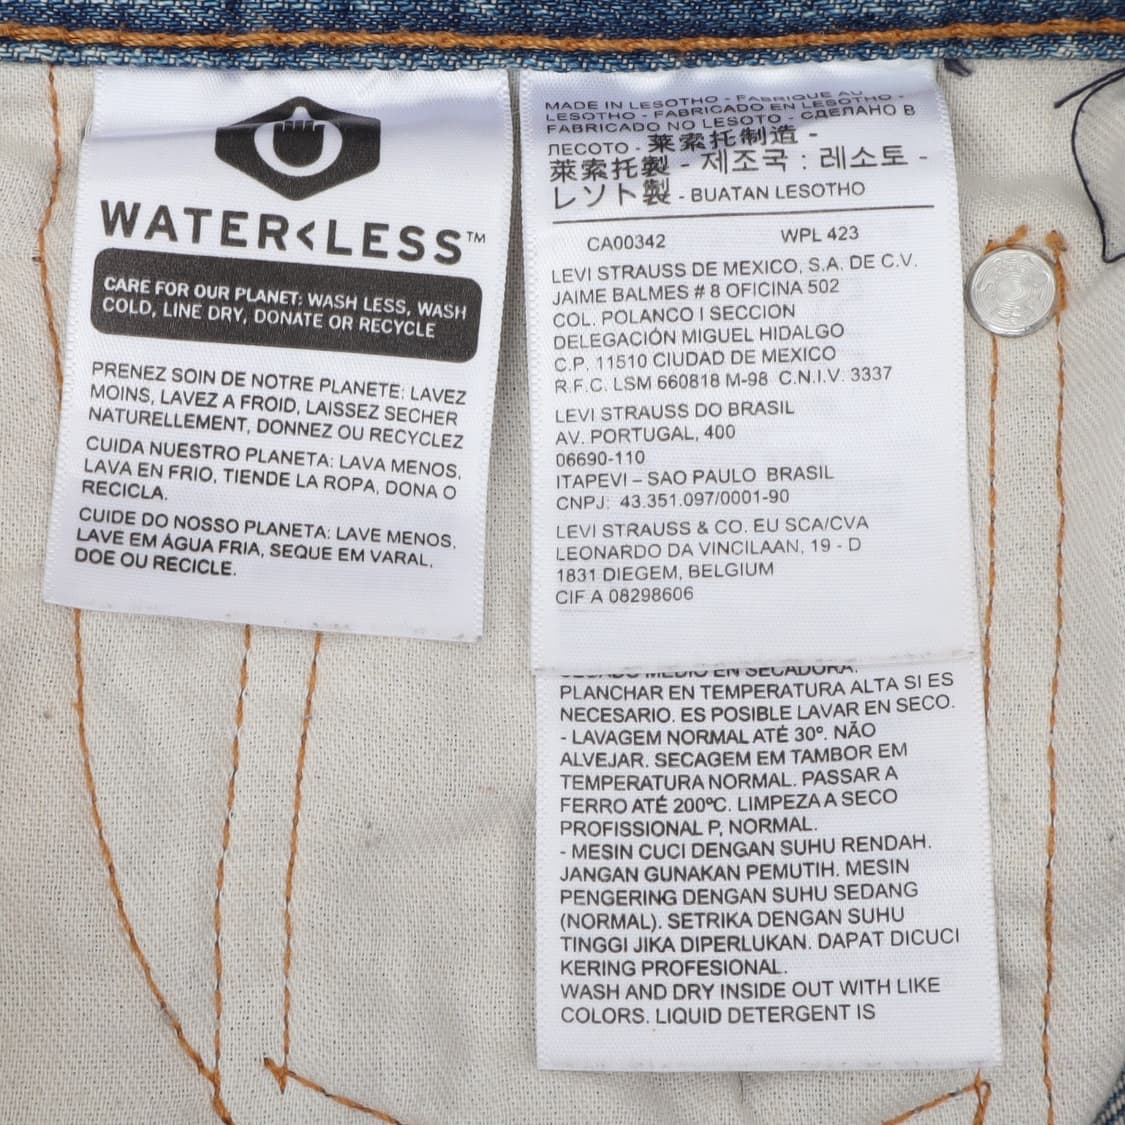 WATER<LESS™
CARE FOR OUR PLANET: WASH LESS, WASH
COLD, LINE DRY, DONATE OR RECYCLE
PRENEZ SOIN DE NOTRE PLANETE: LAVEZ
MOINS, LAVEZ A FROID, LAISSEZ SECHER
NATURELLEMENT, DONNEZ OU RECYCLEZ
CUIDA NUESTRO PLANETA: LAVA MENOS,
LAVA EN FRIO, TIENDE LA ROPA, DONA O
RECICLA.
CUIDE DO NOSSO PLANETA: LAVE MENOS,
LAVE EM ÁGUA FRIA, SEQUE EM VARAL,
DOE OU RECICLE.
MADE IN LESOTHO - FABRIQUE AU
LESOTHO - FABRICADO EN LESOTHO -
FABRICADO NO LESOTO - СДЕЛАНО В
ЛЕСОТО - 莱索托制造 -
萊索托製 - 제조국 : 레소토 -
レソト製 - BUATAN LESOTHO
CA00342 WPL 423
LEVI STRAUSS DE MEXICO, S.A. DE C.V.
JAIME BALMES # 8 OFICINA 502
COL. POLANCO I SECCION
DELEGACIÓN MIGUEL HIDALGO
C.P. 11510 CIUDAD DE MEXICO
R.F.C. LSM 660818 M-98 C.N.I.V. 3337
LEVI STRAUSS DO BRASIL
AV. PORTUGAL, 400
06690-110
ITAPEVI – SAO PAULO BRASIL
CNPJ: 43.351.097/0001-90
LEVI STRAUSS & CO. EU SCA/CVA
LEONARDO DA VINCILAAN, 19 - D
1831 DIEGEM, BELGIUM
CIF A 08298606
SECADO MEDIO EN SECADORA.
PLANCHAR EN TEMPERATURA ALTA SI ES
NECESARIO. ES POSIBLE LAVAR EN SECO.
- LAVAGEM NORMAL ATÉ 30º. NÃO
ALVEJAR. SECAGEM EM TAMBOR EM
TEMPERATURA NORMAL. PASSAR A
FERRO ATÉ 200ºC. LIMPEZA A SECO
PROFISSIONAL P, NORMAL.
- MESIN CUCI DENGAN SUHU RENDAH.
JANGAN GUNAKAN PEMUTIH. MESIN
PENGERING DENGAN SUHU SEDANG
(NORMAL). SETRIKA DENGAN SUHU
TINGGI JIKA DIPERLUKAN. DAPAT DICUCI
KERING PROFESIONAL.
WASH AND DRY INSIDE OUT WITH LIKE
COLORS. LIQUID DETERGENT IS